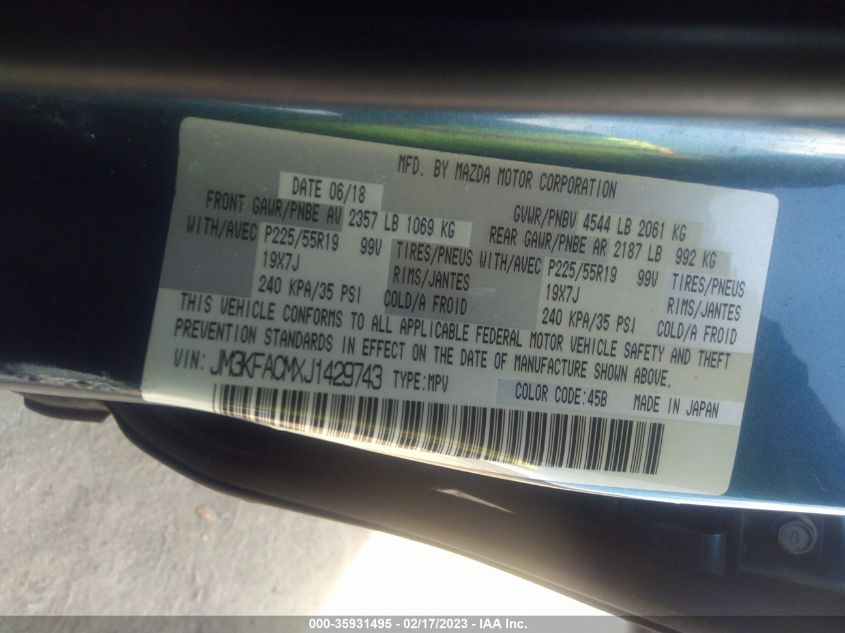 MFD. BY MAZDA MOTOR CORPORATION
DATE 06/18 GVWR/PNBV 4544 LB 2061 KG
FRONT GAWR/PNBE AV 2357 LB 1069 KG REAR GAWR/PNBE AR 2187 LB 992 KG
WITH/AVEC P225/55R19 99V TIRES/PNEUS WITH/AVEC P225/55R19 99V TIRES/PNEUS
19X7J RIMS/JANTES 19X7J RIMS/JANTES
240 KPA/35 PSI COLD/A FROID 240 KPA/35 PSI COLD/A FROID
THIS VEHICLE CONFORMS TO ALL APPLICABLE FEDERAL MOTOR VEHICLE SAFETY AND THEFT
PREVENTION STANDARDS IN EFFECT ON THE DATE OF MANUFACTURE SHOWN ABOVE.
VIN: JM3KFACMXJ1429743 TYPE:MPV COLOR CODE:45B MADE IN JAPAN
8
000-35931495 - 02/17/2023 - IAA Inc.